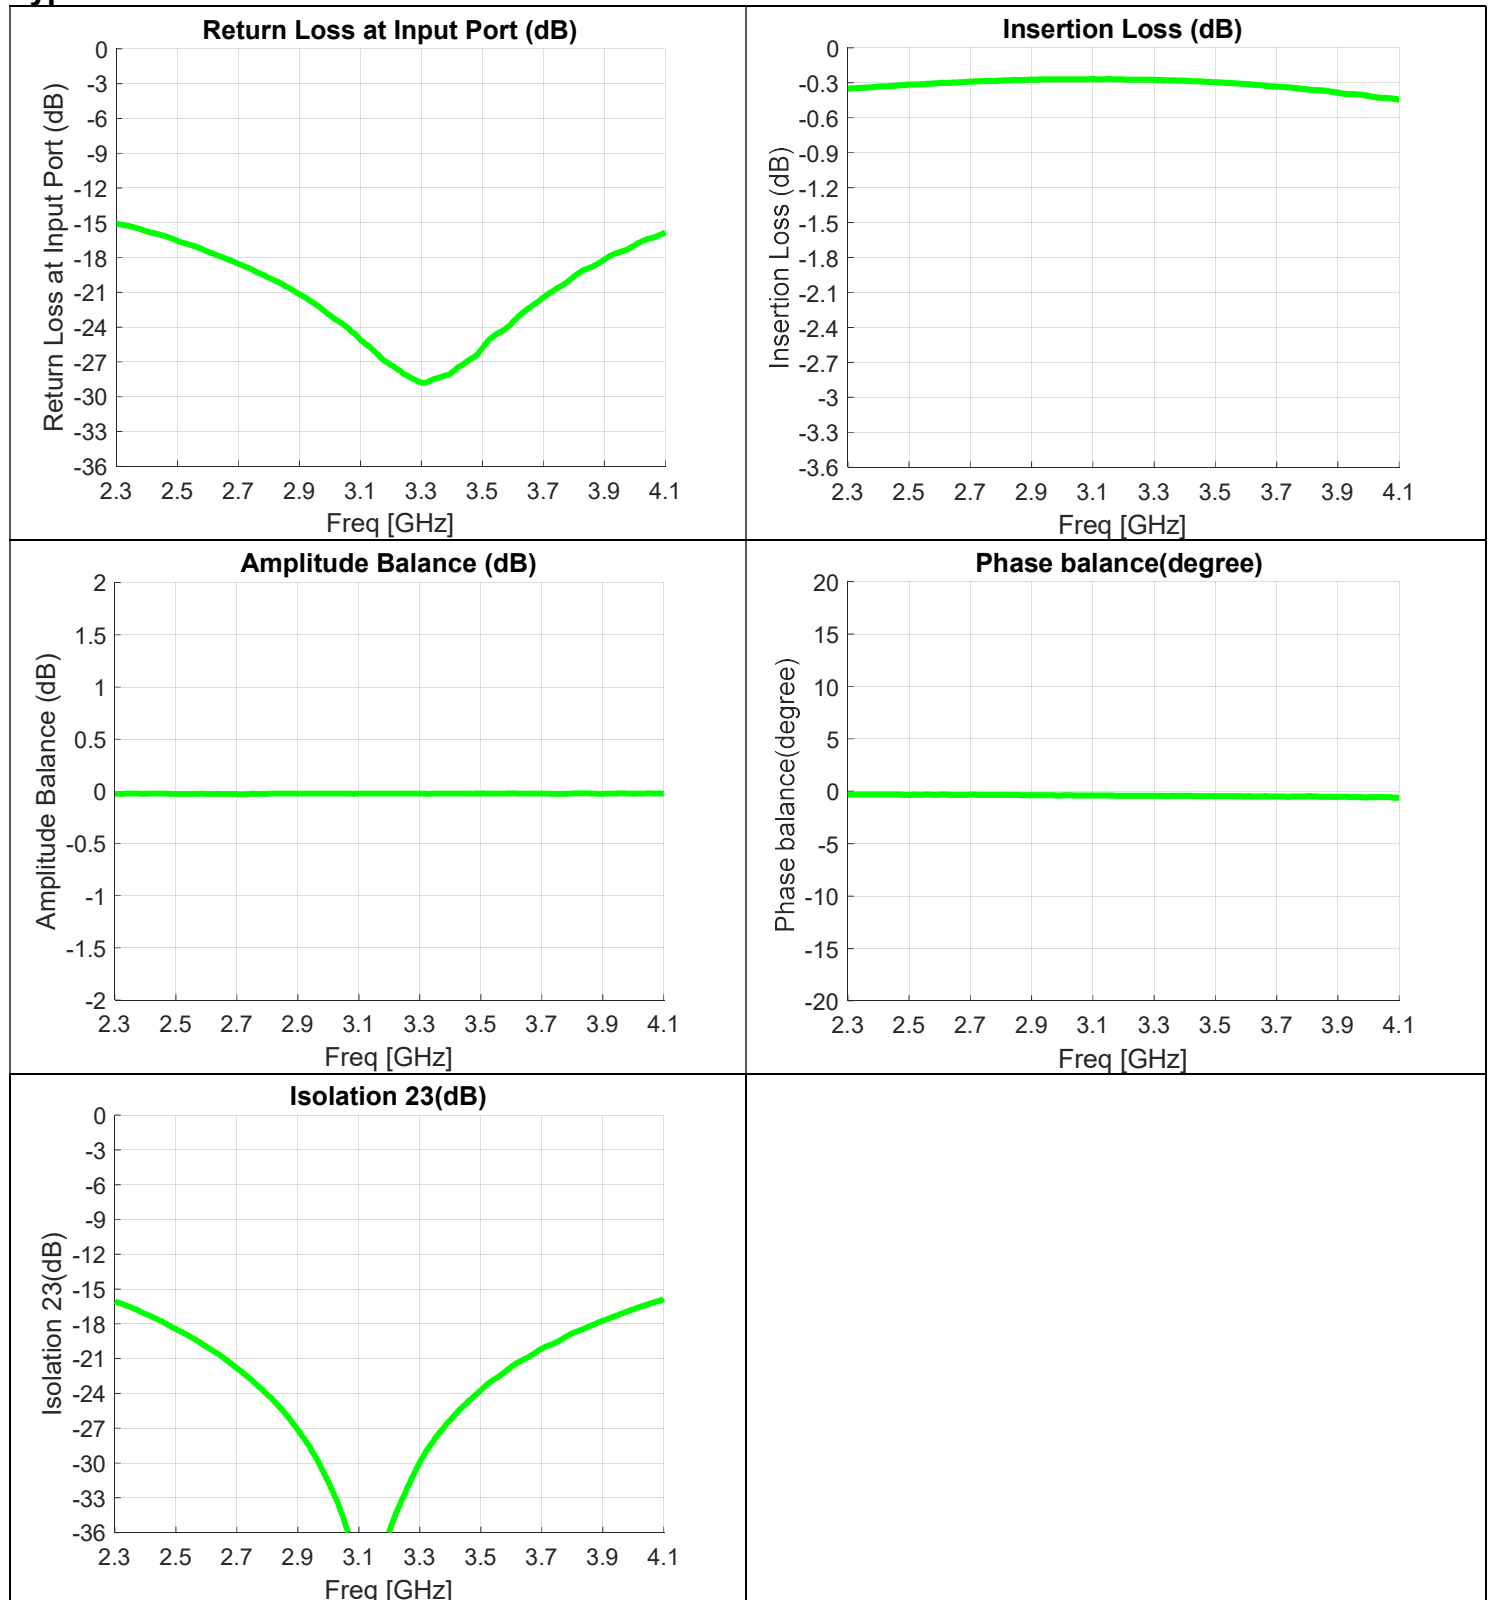 Return Loss at Input Port (dB)
Return Loss at Input Port (dB)
0
-3
-6
-9
-12
-15
-18
-21
-24
-27
-30
-33
-36
2.3 2.5 2.7 2.9 3.1 3.3 3.5 3.7 3.9 4.1
Freq [GHz]
Insertion Loss (dB)
Insertion Loss (dB)
0
-0.3
-0.6
-0.9
-1.2
-1.5
-1.8
-2.1
-2.4
-2.7
-3
-3.3
-3.6
2.3 2.5 2.7 2.9 3.1 3.3 3.5 3.7 3.9 4.1
Freq [GHz]
Amplitude Balance (dB)
Amplitude Balance (dB)
2
1.5
1
0.5
0
-0.5
-1
-1.5
-2
2.3 2.5 2.7 2.9 3.1 3.3 3.5 3.7 3.9 4.1
Freq [GHz]
Phase balance(degree)
Phase balance(degree)
20
15
10
5
0
-5
-10
-15
-20
2.3 2.5 2.7 2.9 3.1 3.3 3.5 3.7 3.9 4.1
Freq [GHz]
Isolation 23(dB)
Isolation 23(dB)
0
-3
-6
-9
-12
-15
-18
-21
-24
-27
-30
-33
-36
2.3 2.5 2.7 2.9 3.1 3.3 3.5 3.7 3.9 4.1
Freq [GHz]